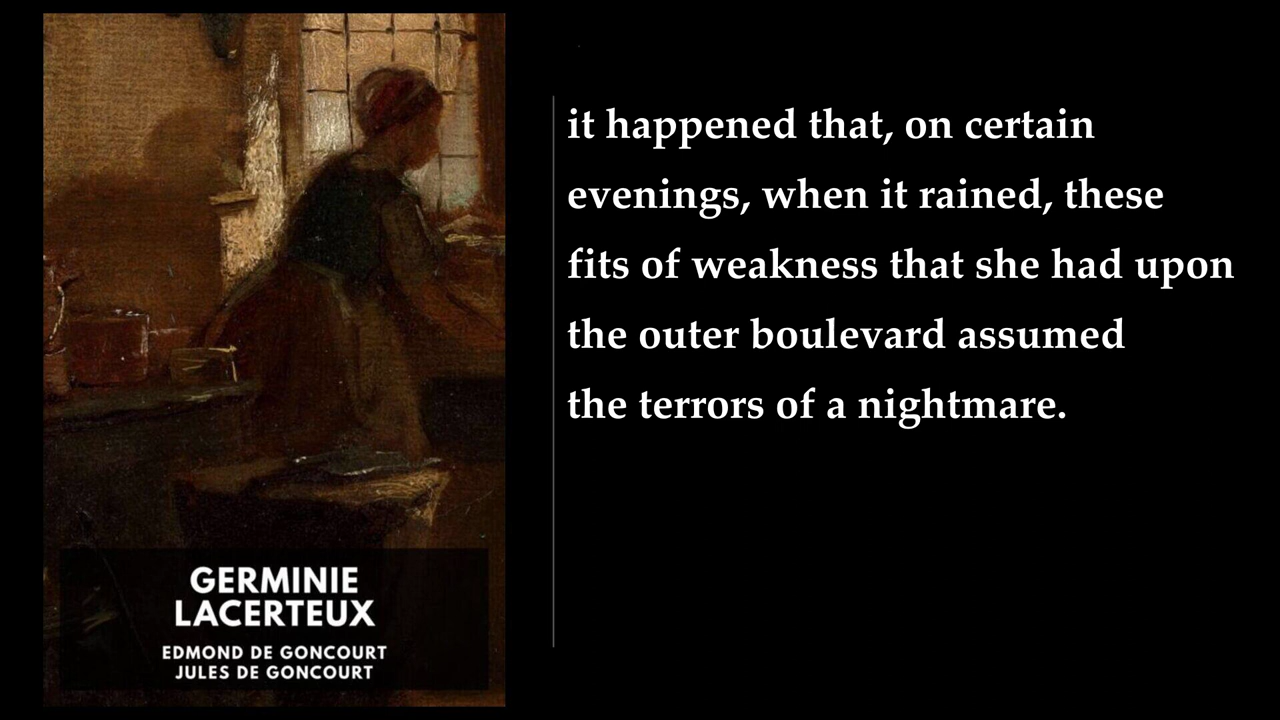 it happened that, on certain
evenings, when it rained, these
fits of weakness that she had upon
the outer boulevard assumed
the terrors of a nightmare.
GERMINIE
LACERTEUX
EDMOND DE GONCOURT
JULES DE GONCOURT